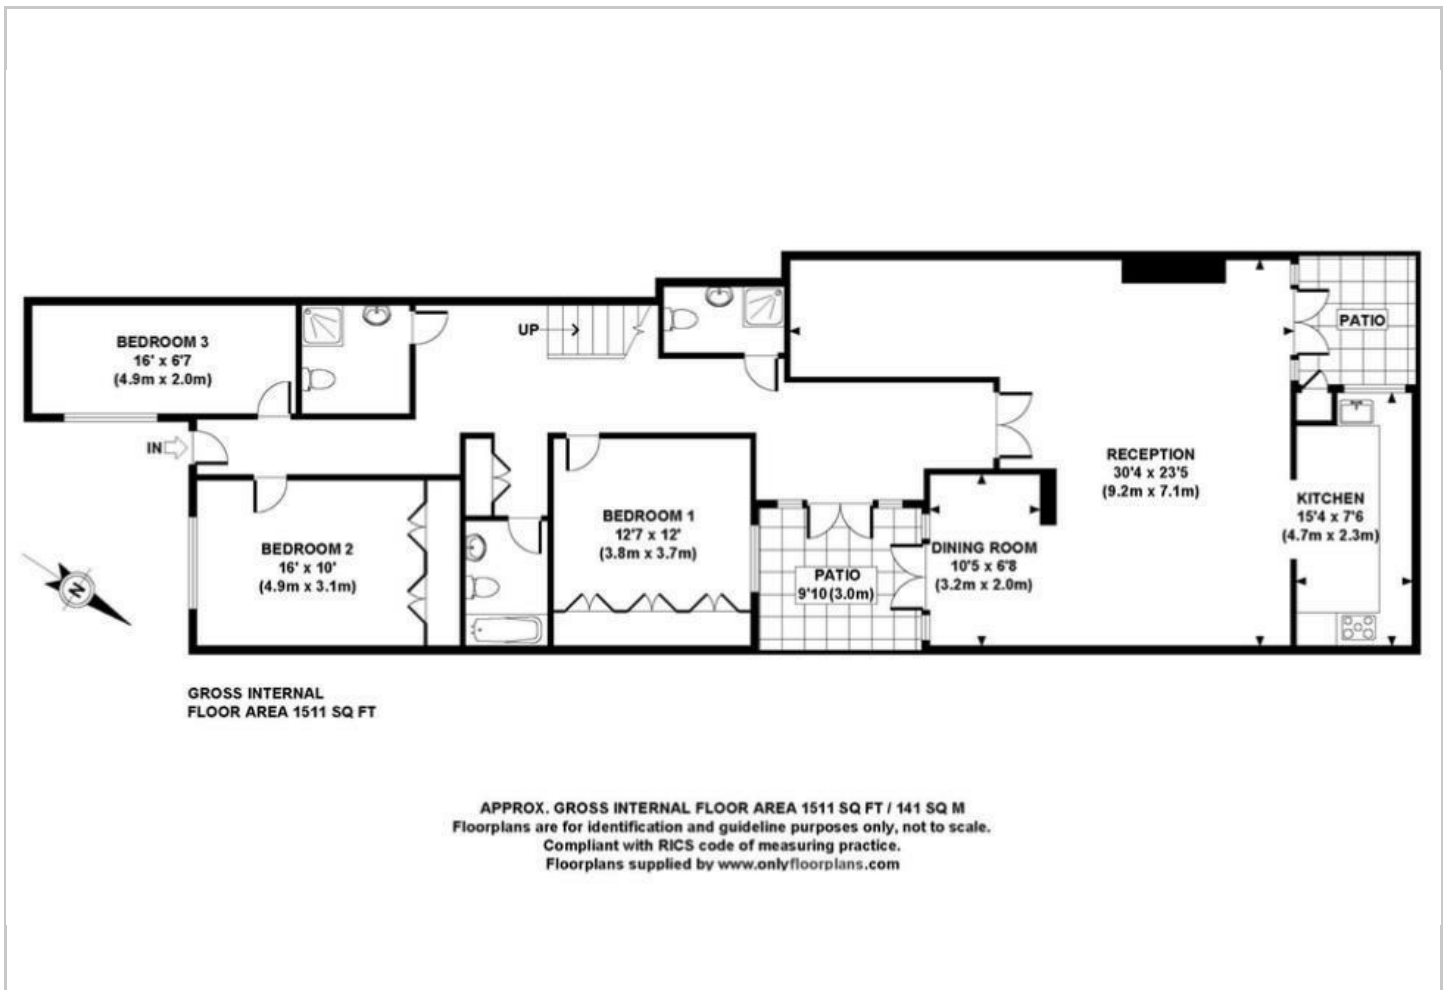 BEDROOM 3
16' x 6'7
(4.9m x 2.0m)
UP
PATIO
IN
RECEPTION
30'4 x 23'5
(9.2m x 7.1m)
KITCHEN
15'4 x 7'6
(4.7m x 2.3m)
BEDROOM 1
12'7 x 12'
(3.8m x 3.7m)
BEDROOM 2
16' x 10'
(4.9m x 3.1m)
DINING ROOM
10'5 x 6'8
(3.2m x 2.0m)
PATIO
9'10 (3.0m)
N
GROSS INTERNAL
FLOOR AREA 1511 SQ FT
APPROX. GROSS INTERNAL FLOOR AREA 1511 SQ FT / 141 SQ M
Floorplans are for identification and guideline purposes only, not to scale.
Compliant with RICS code of measuring practice.
Floorplans supplied by www.onlyfloorplans.com